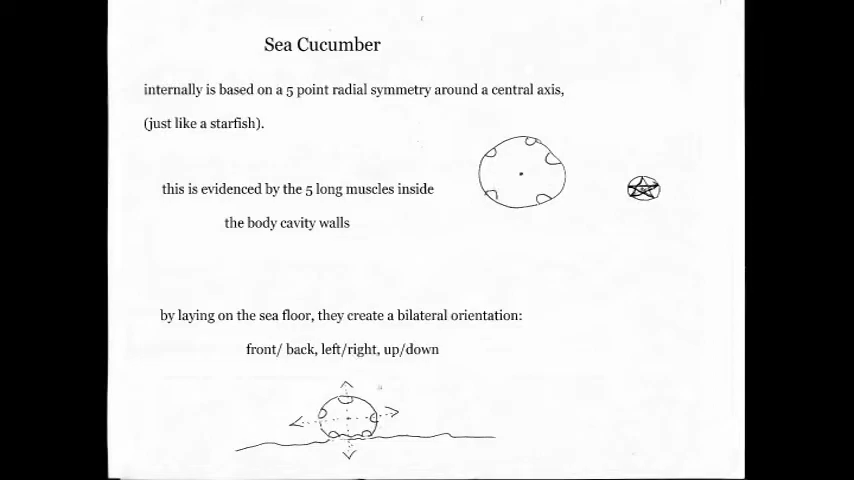 Sea Cucumber
internally is based on a 5 point radial symmetry around a central axis,
(just like a starfish).
this is evidenced by the 5 long muscles inside
the body cavity walls
by laying on the sea floor, they create a bilateral orientation:
front/ back, left/right, up/down